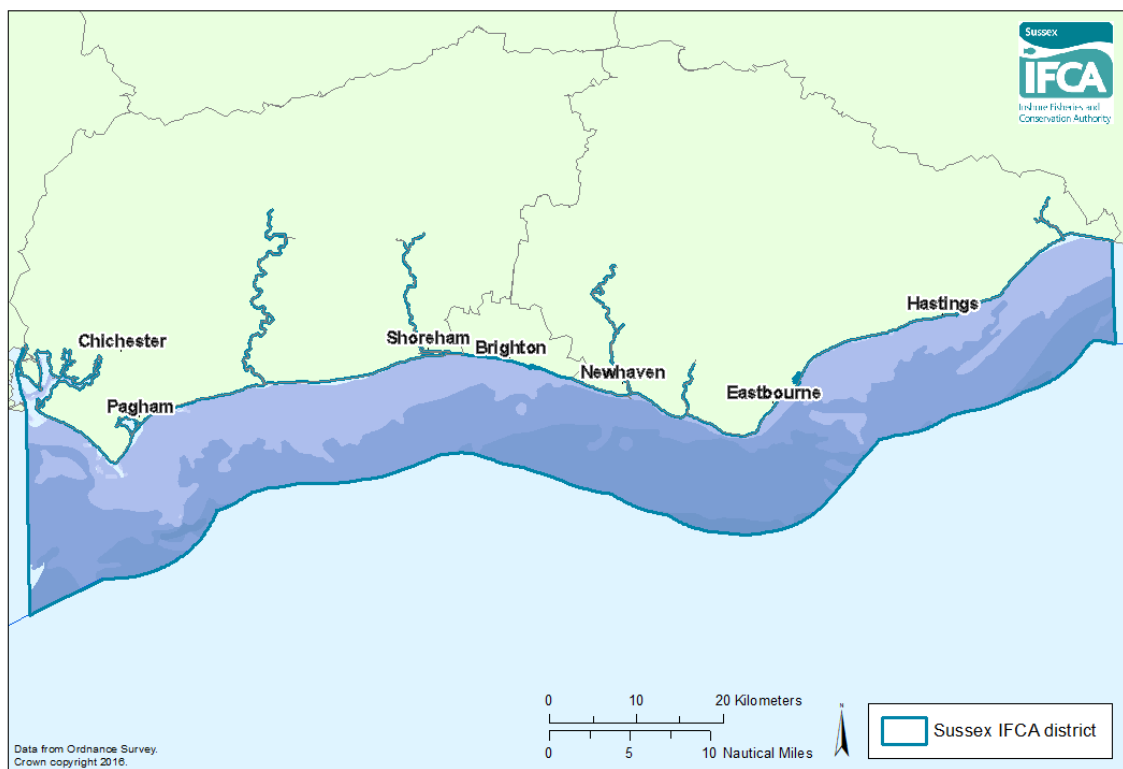 Sussex
IFCA
Inshore Fisheries and
Conservation Authority
Hastings
Chichester
Shoreham
Brighton
Newhaven
Eastbourne
Pagham
0 10 20 Kilometers
0 5 10 Nautical Miles
N
Sussex IFCA district
Data from Ordnance Survey.
Crown copyright 2016.